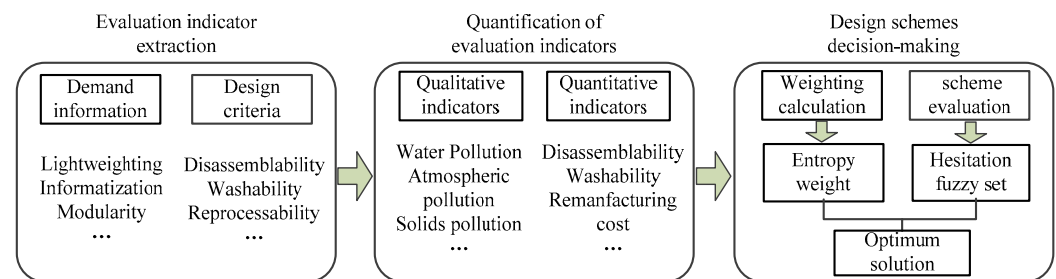 Evaluation indicator
extraction
Demand
information
Design
criteria
Lightweighting
Informatization
Modularity
...
Disassemblability
Washability
Reprocessability
...
Quantification of
evaluation indicators
Qualitative
indicators
Quantitative
indicators
Water Pollution
Atmospheric
pollution
Solids pollution
...
Disassemblability
Washability
Remanfacturing
cost
...
Design schemes
decision-making
Weighting
calculation
scheme
evaluation
Entropy
weight
Hesitation
fuzzy set
Optimum
solution